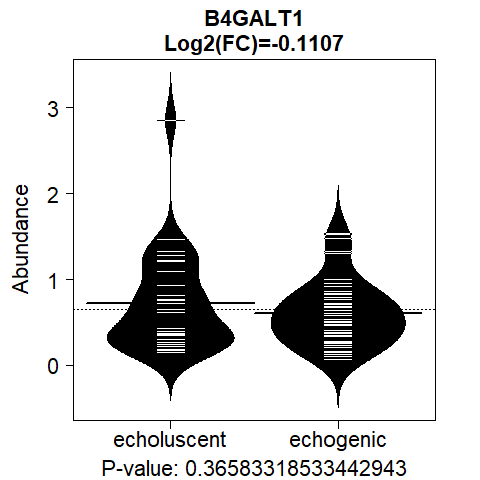 B4GALT1
Log2(FC)=-0.1107
Abundance
3
2
1
0
echoluscent echogenic
P-value: 0.36583318533442943